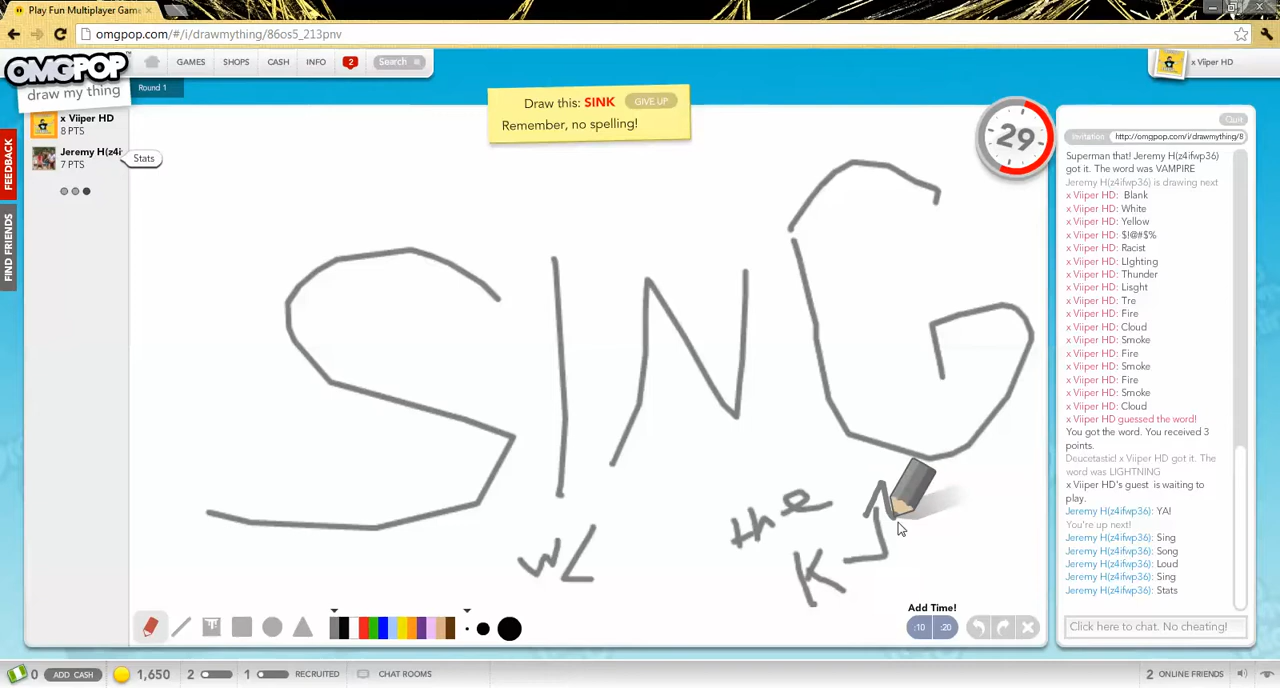 Play Fun Multiplayer Game
omgpop.com/#/i/drawmything/86os5_213pnv
OMGPOP
GAMES SHOPS CASH INFO 2 Search
x Viiper HD
draw my thing
Round 1
x Viiper HD
8 PTS
Jeremy H(z4i
7 PTS
Stats
FEEDBACK
FIND FRIENDS
Draw this: SINK GIVE UP
Remember, no spelling!
29
SING
w/
the
K
QUIT
Invitation http://omgpop.com/i/drawmything/8
Superman that! Jeremy H(z4ifwp36)
got it. The word was VAMPIRE
Jeremy H(z4ifwp36) is drawing next
x Viiper HD: Blank
x Viiper HD: White
x Viiper HD: Yellow
x Viiper HD: $!@#$%
x Viiper HD: Racist
x Viiper HD: LIghting
x Viiper HD: Thunder
x Viiper HD: Lisght
x Viiper HD: Tre
x Viiper HD: Fire
x Viiper HD: Cloud
x Viiper HD: Smoke
x Viiper HD: Fire
x Viiper HD: Smoke
x Viiper HD: Fire
x Viiper HD: Smoke
x Viiper HD: Cloud
x Viiper HD guessed the word!
You got the word. You received 3
points.
Deucetastic! x Viiper HD got it. The
word was LIGHTNING
x Viiper HD's guest is waiting to
play.
Jeremy H(z4ifwp36): YA!
You're up next!
Jeremy H(z4ifwp36): Sing
Jeremy H(z4ifwp36): Song
Jeremy H(z4ifwp36): Loud
Jeremy H(z4ifwp36): Sing
Jeremy H(z4ifwp36): Stats
Click here to chat. No cheating!
Add Time!
:10 :20
T
0 ADD CASH 1,650 2 1 RECRUITED CHAT ROOMS 2 ONLINE FRIENDS